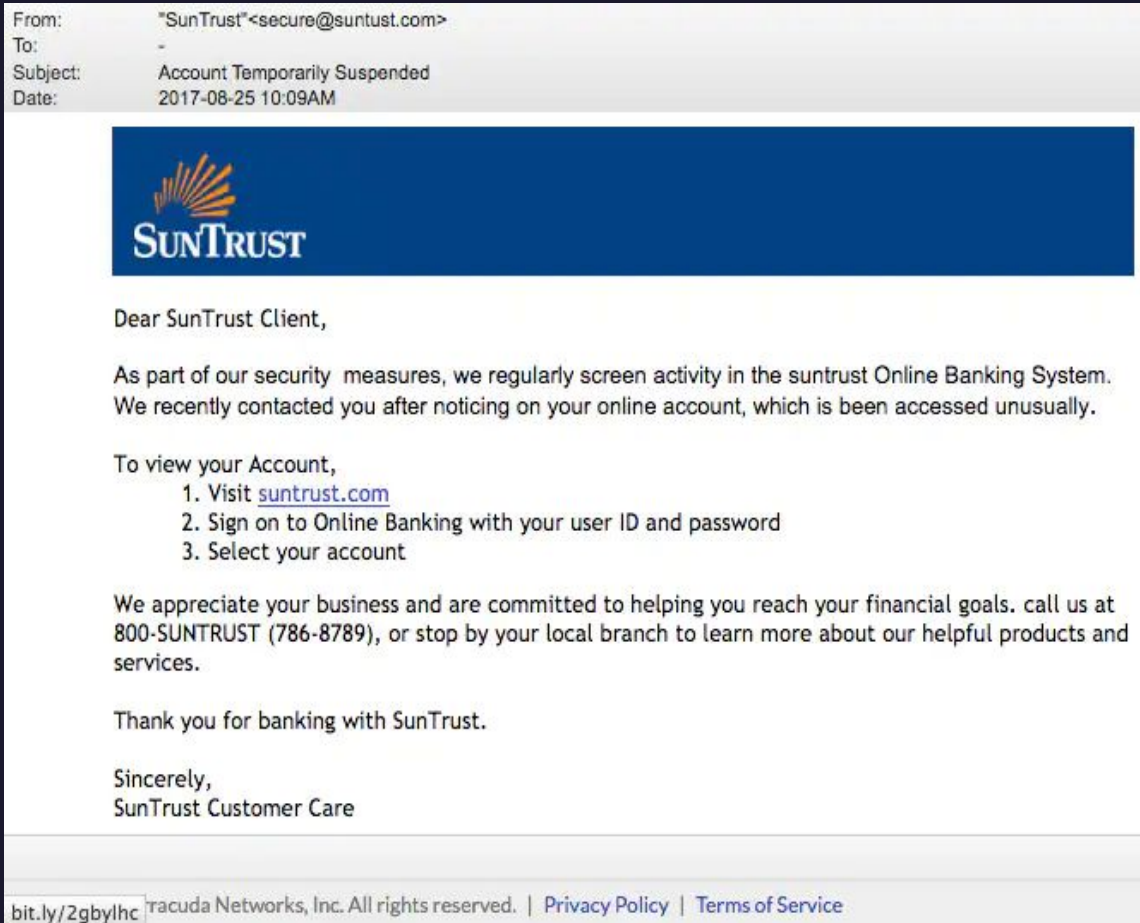 From: "SunTrust"<secure@suntust.com>
To: -
Subject: Account Temporarily Suspended
Date: 2017-08-25 10:09AM
SUNTRUST
Dear SunTrust Client,
As part of our security measures, we regularly screen activity in the suntrust Online Banking System.
We recently contacted you after noticing on your online account, which is been accessed unusually.
To view your Account,
1. Visit suntrust.com
2. Sign on to Online Banking with your user ID and password
3. Select your account
We appreciate your business and are committed to helping you reach your financial goals. call us at
800-SUNTRUST (786-8789), or stop by your local branch to learn more about our helpful products and
services.
Thank you for banking with SunTrust.
Sincerely,
SunTrust Customer Care
bit.ly/2gbylhc racuda Networks, Inc. All rights reserved. | Privacy Policy | Terms of Service